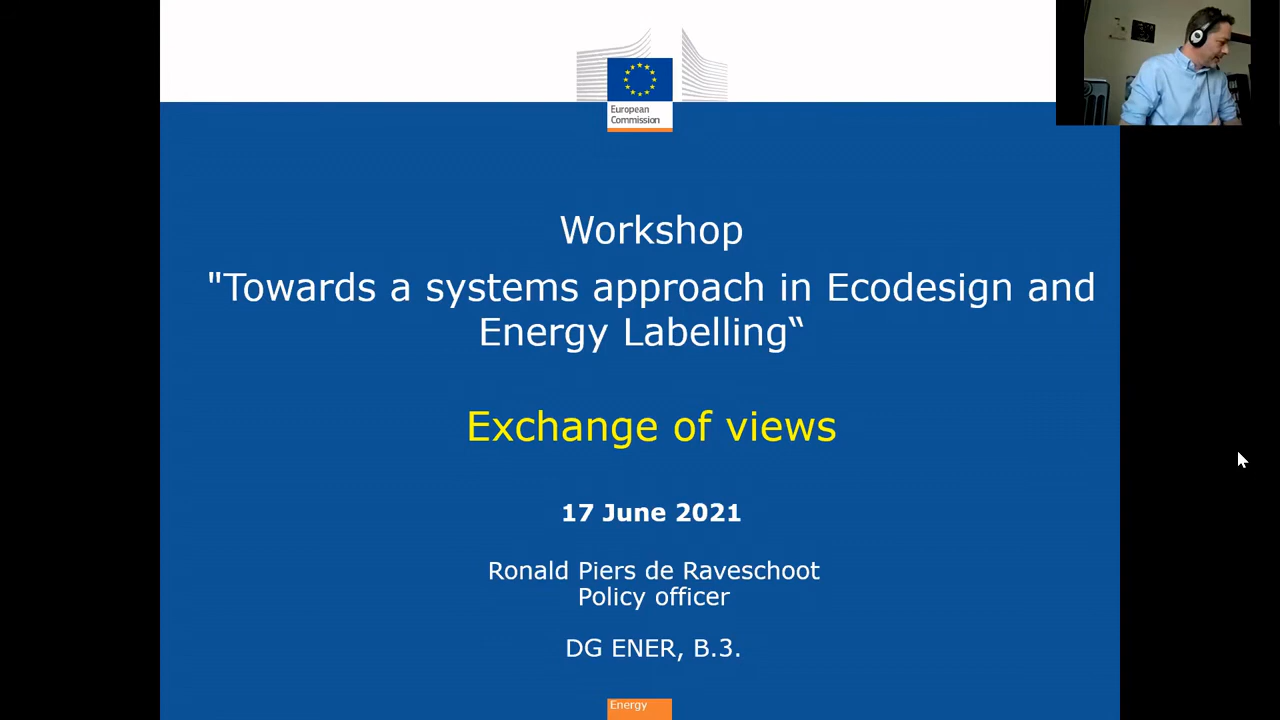 European
Commission
Workshop
"Towards a systems approach in Ecodesign and
Energy Labelling“
Exchange of views
17 June 2021
Ronald Piers de Raveschoot
Policy officer
DG ENER, B.3.
Energy